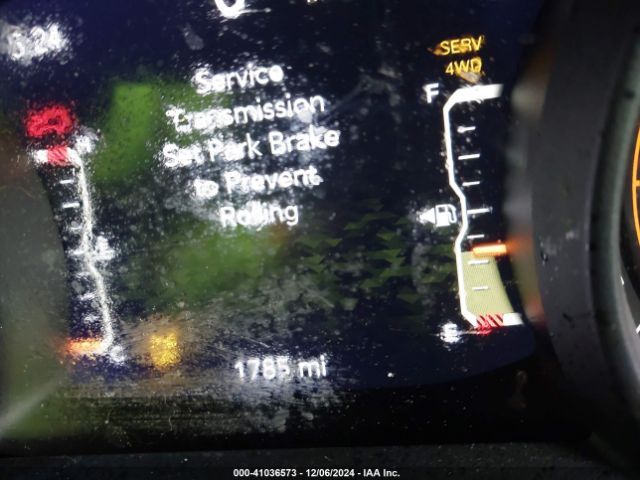 5:24
SERV
4WD
Service
Transmission
Set Park Brake
to Prevent
Rolling
F
1785 mi
000-41036573 - 12/06/2024 - IAA Inc.